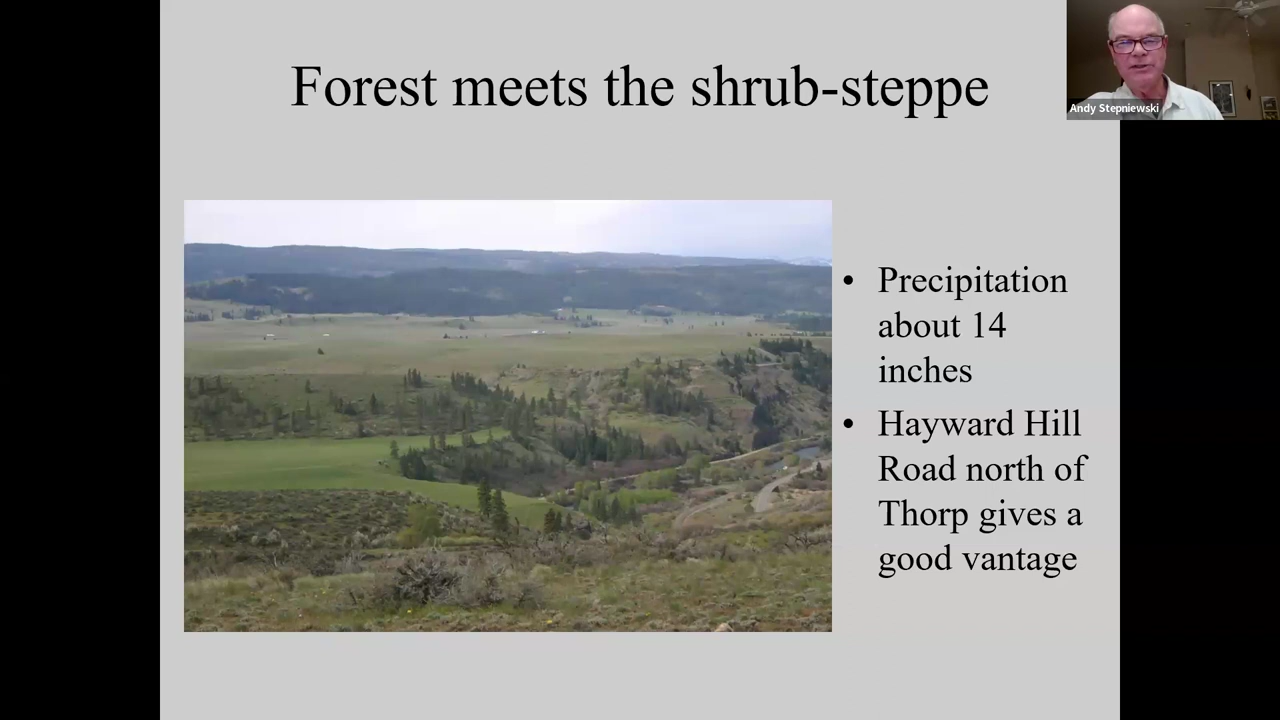 Forest meets the shrub-steppe
Andy Stepniewski
• Precipitation
about 14
inches
• Hayward Hill
Road north of
Thorp gives a
good vantage